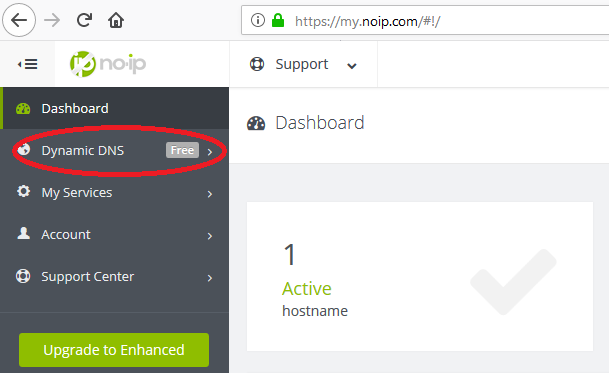 https://my.noip.com/#!/
no-ip
Support
Dashboard
Dashboard
Dynamic DNS Free
My Services
Account
Support Center
Upgrade to Enhanced
1
Active
hostname